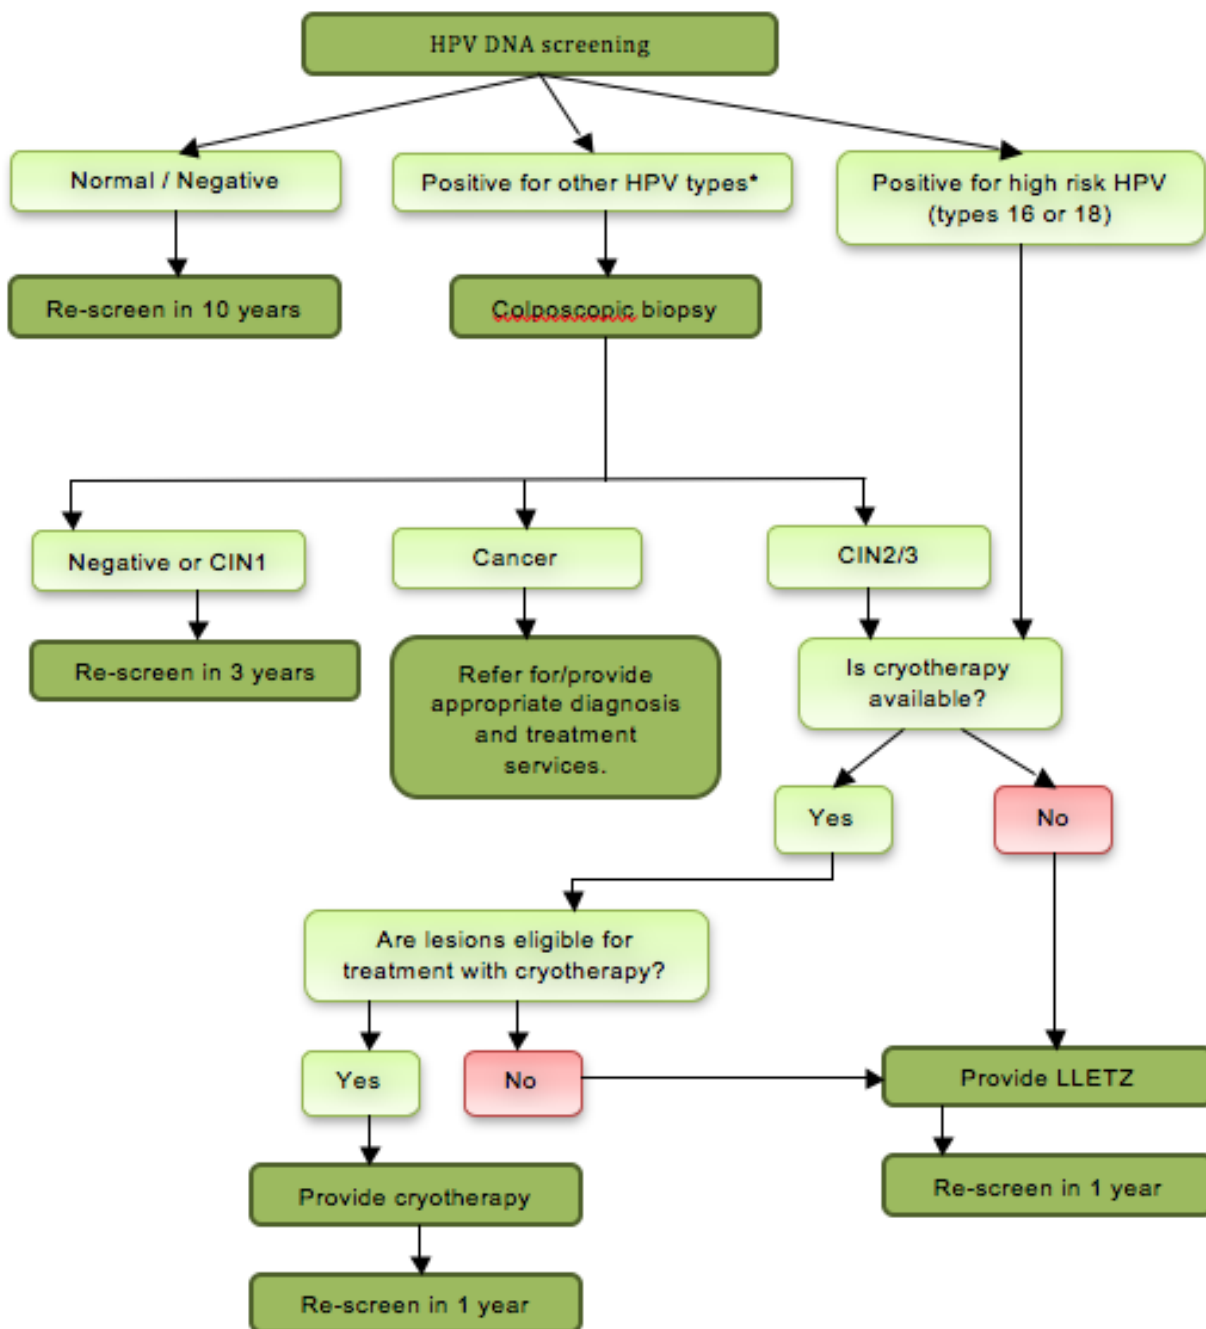 HPV DNA screening
Normal / Negative
Positive for other HPV types*
Positive for high risk HPV
(types 16 or 18)
Re-screen in 10 years
Colposcopic biopsy
Negative or CIN1
Cancer
CIN2/3
Re-screen in 3 years
Refer for/provide
appropriate diagnosis
and treatment
services.
Is cryotherapy
available?
Yes
No
Are lesions eligible for
treatment with cryotherapy?
Yes
No
Provide LLETZ
Provide cryotherapy
Re-screen in 1 year
Re-screen in 1 year